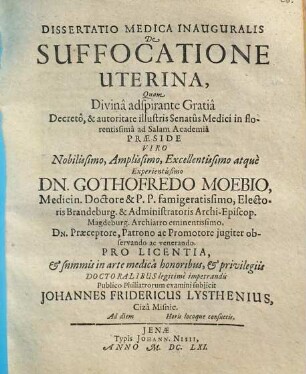 DISSERTATIO MEDICA INAUGURALIS
De
SUFFOCATIONE
UTERINA,
Quam
Divinâ adspirante Gratiâ
Decretô, & autoritate illustris Senatûs Medici in flo-
rentissimâ ad Salam Academiâ
PRÆSIDE
VIRO
Nobilissimo, Amplissimo, Excellentissimo atquè
Experientissimo
DN. GOTHOFREDO MOEBIO,
Medicin. Doctore & P. P. famigeratissimo, Electo-
ris Brandeburg. & Administratoris Archi-Episcop.
Magdeburg. Archiatro eminentissimo.
DN. Præceptore, Patrono ac Promotore jugiter ob-
servando ac venerando.
PRO LICENTIA,
& summis in arte medicâ honoribus, & privilegiis
DOCTORALIBUS legitimè impetrandis
Publico Philiatrorum examini subjicit
JOHANNES FRIDERICUS LYSTHENIUS,
Cizâ Misnic.
Ad diem Horis locoque consuetis.
JENÆ
Typis JOHANN. NISII,
ANNO M. DC. LXI.